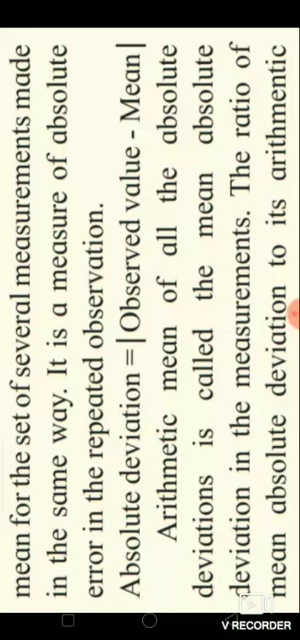 mean for the set of several measurements made
in the same way. It is a measure of absolute
error in the repeated observation.
Absolute deviation = | Observed value - Mean |
Arithmetic mean of all the absolute
deviations is called the mean absolute
deviation in the measurements. The ratio of
mean absolute deviation to its arithmentic
V RECORDER